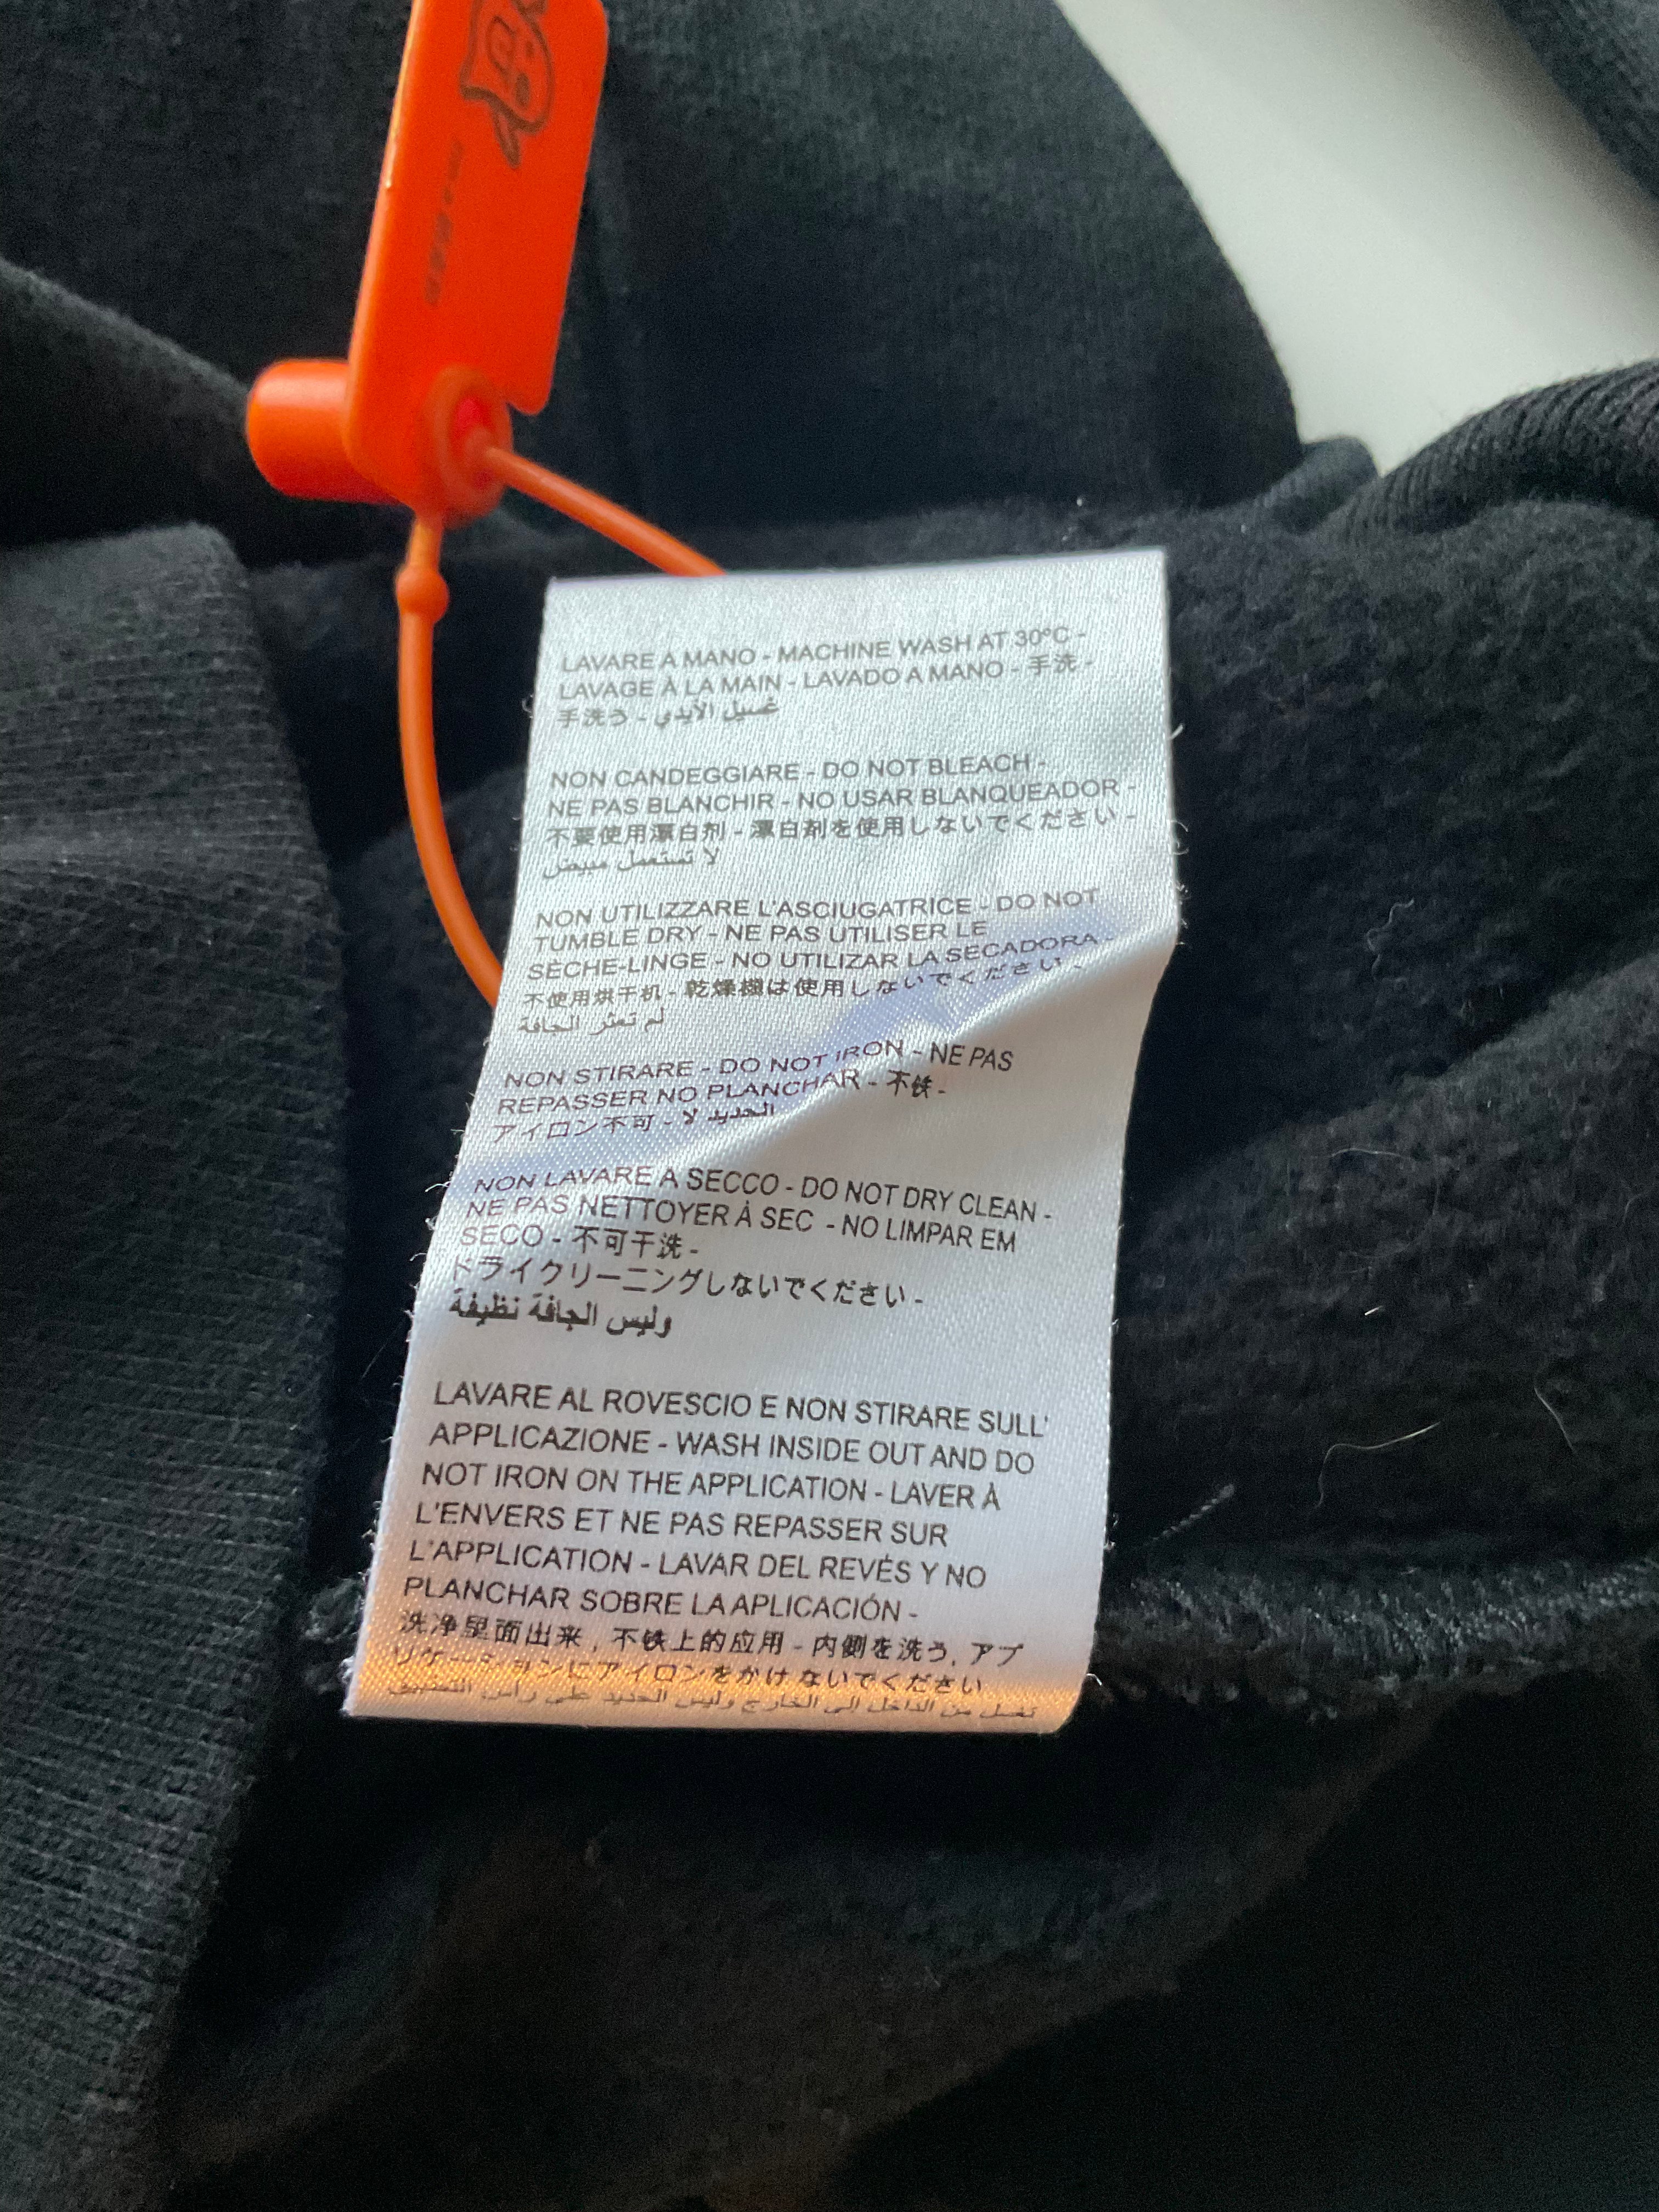 LAVARE A MANO - MACHINE WASH AT 30°C -
LAVAGE À LA MAIN - LAVADO A MANO - 手洗 -
手洗う - غسيل الأيدي
NON CANDEGGIARE - DO NOT BLEACH -
NE PAS BLANCHIR - NO USAR BLANQUEADOR -
不要使用漂白剂 - 漂白剤を使用しないでください -
لا تستعمل مبيض
NON UTILIZZARE L'ASCIUGATRICE - DO NOT
TUMBLE DRY - NE PAS UTILISER LE
SÈCHE-LINGE - NO UTILIZAR LA SECADORA -
不使用烘干机 - 乾燥機は使用しないでください -
لم تعثر الجافة
NON STIRARE - DO NOT IRON - NE PAS
REPASSER NO PLANCHAR - 不铁 -
アイロン不可 - الحديد لا
NON LAVARE A SECCO - DO NOT DRY CLEAN -
NE PAS NETTOYER À SEC - NO LIMPAR EM
SECO - 不可干洗 -
ドライクリーニングしないでください -
وليس الجافة نظيفة
LAVARE AL ROVESCIO E NON STIRARE SULL'
APPLICAZIONE - WASH INSIDE OUT AND DO
NOT IRON ON THE APPLICATION - LAVER À
L'ENVERS ET NE PAS REPASSER SUR
L'APPLICATION - LAVAR DEL REVÉS Y NO
PLANCHAR SOBRE LA APLICACIÓN -
洗净里面出来 , 不铁上的应用 - 内側を洗う, アプ
リケーションにアイロンをかけないでください
تغسل من الداخل إلى الخارج وليس الحديد على رأس التطبيق